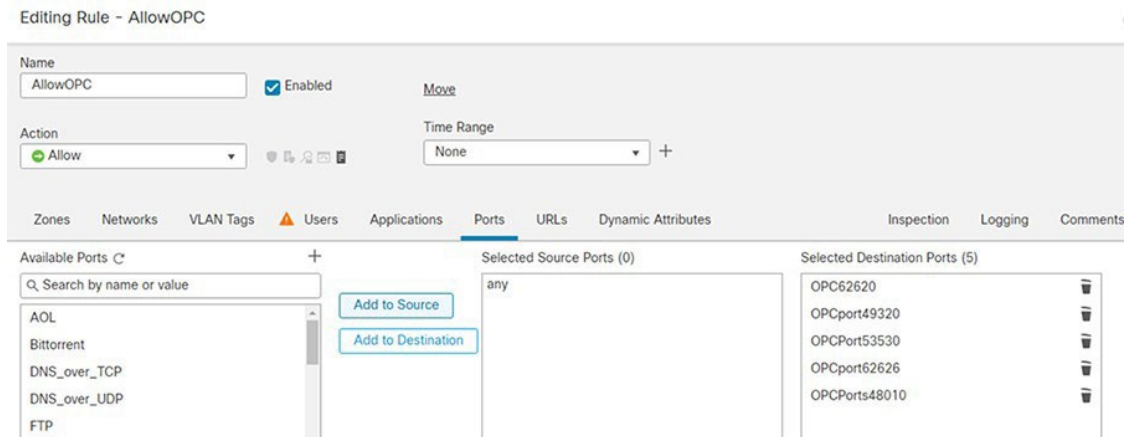 Editing Rule - AllowOPC
Name
AllowOPC
Enabled
Move
Action
Allow
Time Range
None
Zones Networks VLAN Tags Users Applications Ports URLs Dynamic Attributes Inspection Logging Comments
Available Ports
Search by name or value
AOL
Bittorrent
DNS_over_TCP
DNS_over_UDP
FTP
Add to Source
Add to Destination
Selected Source Ports (0)
any
Selected Destination Ports (5)
OPC62620
OPCport49320
OPCPort53530
OPCport62626
OPCPorts48010